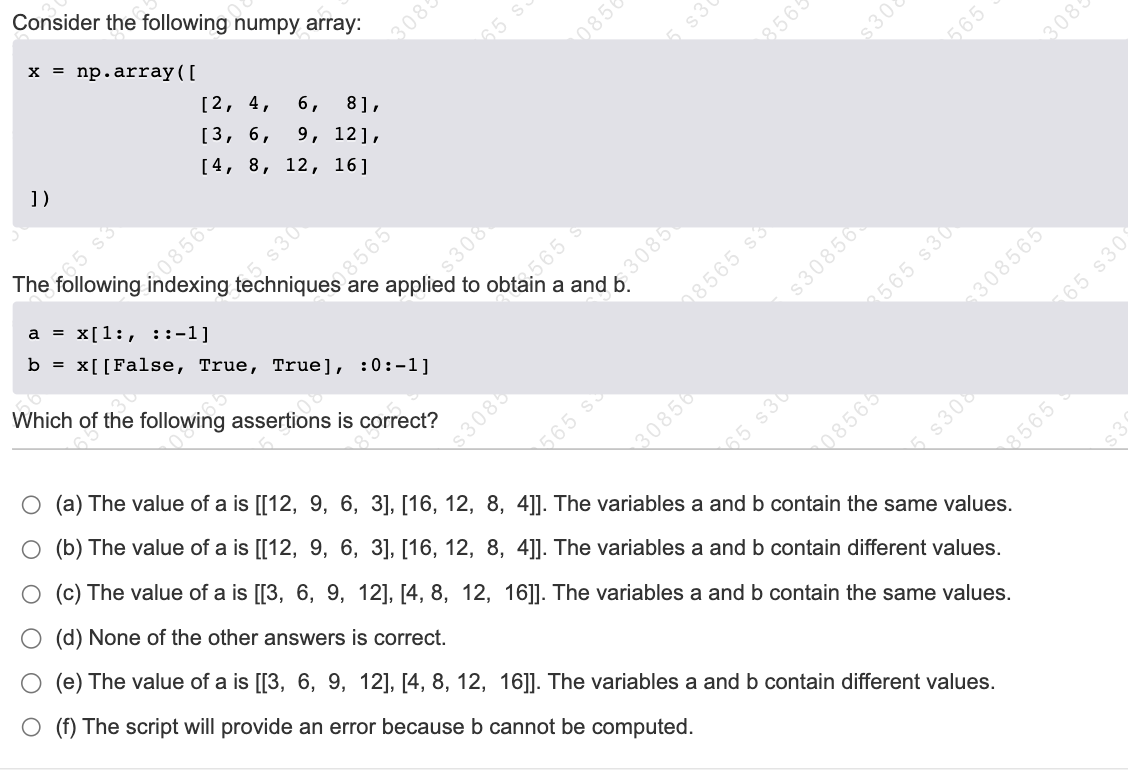 Consider the following numpy array:
x = np.array([
[2, 4, 6, 8],
[3, 6, 9, 12],
[4, 8, 12, 16]
])
The following indexing techniques are applied to obtain a and b.
a = x[1:, ::-1]
b = x[[False, True, True], :0:-1]
Which of the following assertions is correct?
(a) The value of a is [[12, 9, 6, 3], [16, 12, 8, 4]]. The variables a and b contain the same values.
(b) The value of a is [[12, 9, 6, 3], [16, 12, 8, 4]]. The variables a and b contain different values.
(c) The value of a is [[3, 6, 9, 12], [4, 8, 12, 16]]. The variables a and b contain the same values.
(d) None of the other answers is correct.
(e) The value of a is [[3, 6, 9, 12], [4, 8, 12, 16]]. The variables a and b contain different values.
(f) The script will provide an error because b cannot be computed.